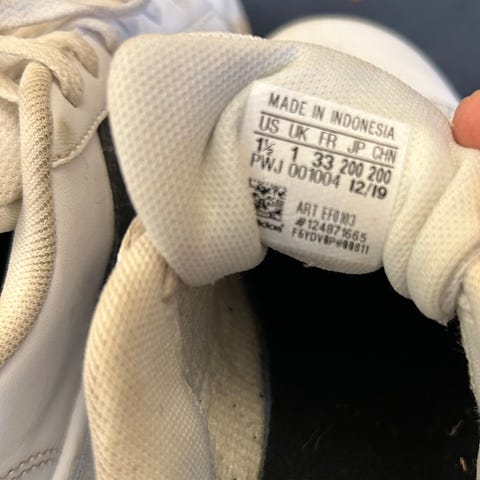 MADE IN INDONESIA
US UK FR JP CHN
1½ 1 33 200 200
PWJ 001004 12/19
ART EF0103
#124871665
adidas